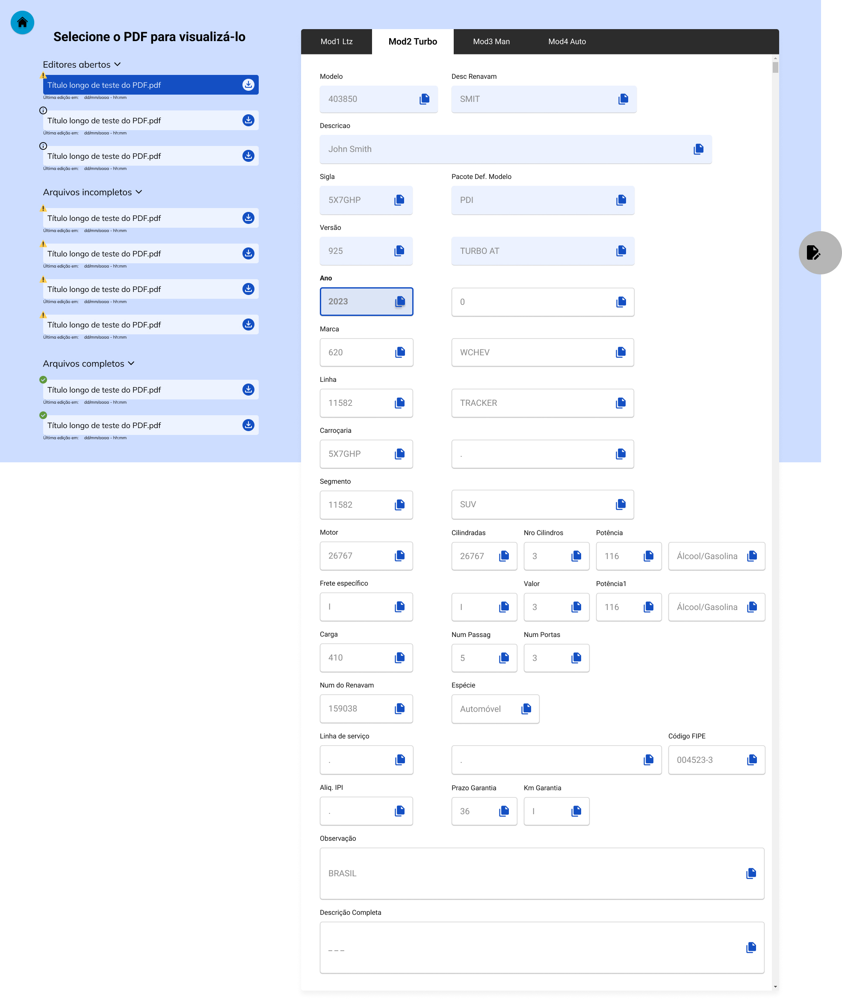 Selecione o PDF para visualizá-lo
Editores abertos
Título longo de teste do PDF.pdf
Última edição em: dd/mm/aaaa - hh:mm
Título longo de teste do PDF.pdf
Última edição em: dd/mm/aaaa - hh:mm
Título longo de teste do PDF.pdf
Última edição em: dd/mm/aaaa - hh:mm
Arquivos incompletos
Título longo de teste do PDF.pdf
Última edição em: dd/mm/aaaa - hh:mm
Título longo de teste do PDF.pdf
Última edição em: dd/mm/aaaa - hh:mm
Título longo de teste do PDF.pdf
Última edição em: dd/mm/aaaa - hh:mm
Título longo de teste do PDF.pdf
Última edição em: dd/mm/aaaa - hh:mm
Arquivos completos
Título longo de teste do PDF.pdf
Última edição em: dd/mm/aaaa - hh:mm
Título longo de teste do PDF.pdf
Última edição em: dd/mm/aaaa - hh:mm
Mod1 Ltz Mod2 Turbo Mod3 Man Mod4 Auto
Modelo Desc Renavam
403850 SMIT
Descricao
John Smith
Sigla Pacote Def. Modelo
5X7GHP PDI
Versão
925 TURBO AT
Ano
2023 0
Marca
620 WCHEV
Linha
11582 TRACKER
Carroçaria
5X7GHP .
Segmento
11582 SUV
Motor Cilindradas Nro Cilindros Potência
26767 26767 3 116 Álcool/Gasolina
Frete específico Valor Potência1
I I 3 116 Álcool/Gasolina
Carga Num Passag Num Portas
410 5 3
Num do Renavam Espécie
159038 Automóvel
Linha de serviço Código FIPE
. . 004523-3
Aliq. IPI Prazo Garantia Km Garantia
. 36 I
Observação
BRASIL
Descrição Completa
_ _ _